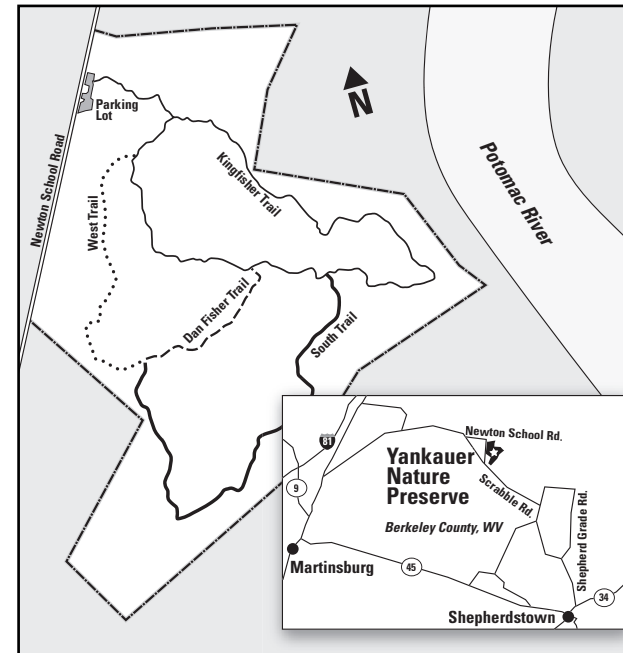 Newton School Road
Parking
Lot
N
Potomac River
Kingfisher Trail
West Trail
Dan Fisher Trail
South Trail
Newton School Rd.
81
Yankauer
Nature
Preserve
Scrabble Rd.
9
Berkeley County, WV
Shepherd Grade Rd.
Martinsburg
45
34
Shepherdstown